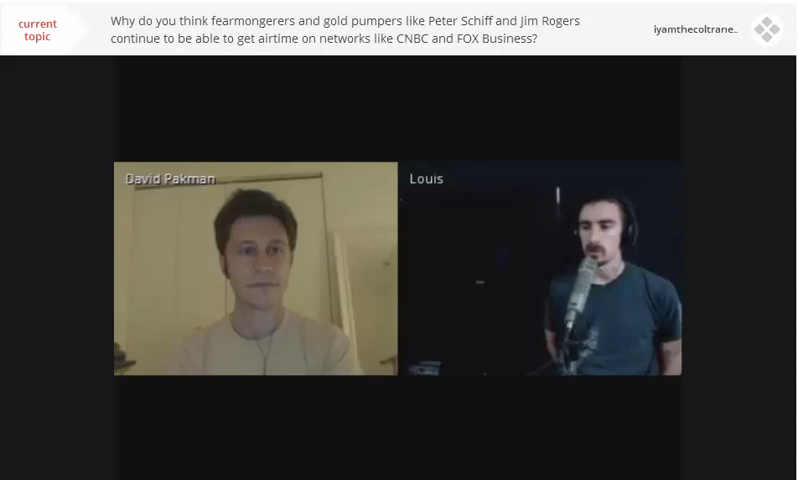 current
topic
Why do you think fearmongerers and gold pumpers like Peter Schiff and Jim Rogers
continue to be able to get airtime on networks like CNBC and FOX Business?
iyamthecoltrane..
David Pakman
Louis